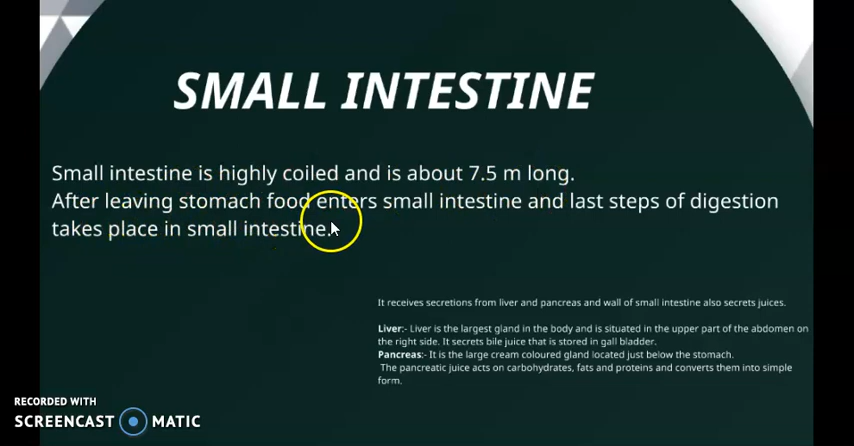 SMALL INTESTINE
Small intestine is highly coiled and is about 7.5 m long.
After leaving stomach food enters small intestine and last steps of digestion
takes place in small intestine.
It receives secretions from liver and pancreas and wall of small intestine also secrets juices.
Liver:- Liver is the largest gland in the body and is situated in the upper part of the abdomen on
the right side. It secrets bile juice that is stored in gall bladder.
Pancreas:- It is the large cream coloured gland located just below the stomach.
The pancreatic juice acts on carbohydrates, fats and proteins and converts them into simple
form.
RECORDED WITH
SCREENCAST MATIC